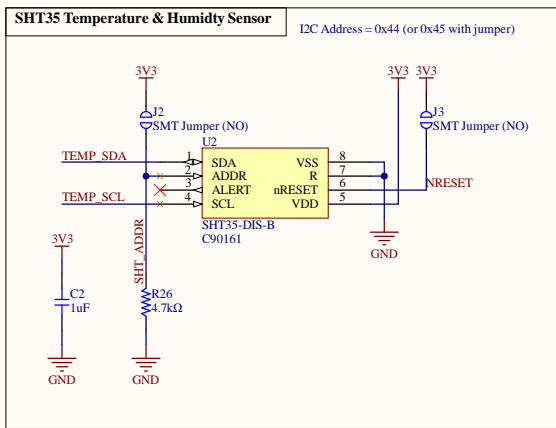 SHT35 Temperature & Humidty Sensor
I2C Address = 0x44 (or 0x45 with jumper)
3V3
3V3
3V3
J2
SMT Jumper (NO)
J3
SMT Jumper (NO)
U2
TEMP_SDA
1
SDA
VSS
8
2
ADDR
R
7
3
ALERT
nRESET
6
NRESET
TEMP_SCL
4
SCL
VDD
5
SHT35-DIS-B
C90161
SHT_ADDR
GND
3V3
C2
1uF
R26
4.7kΩ
GND
GND